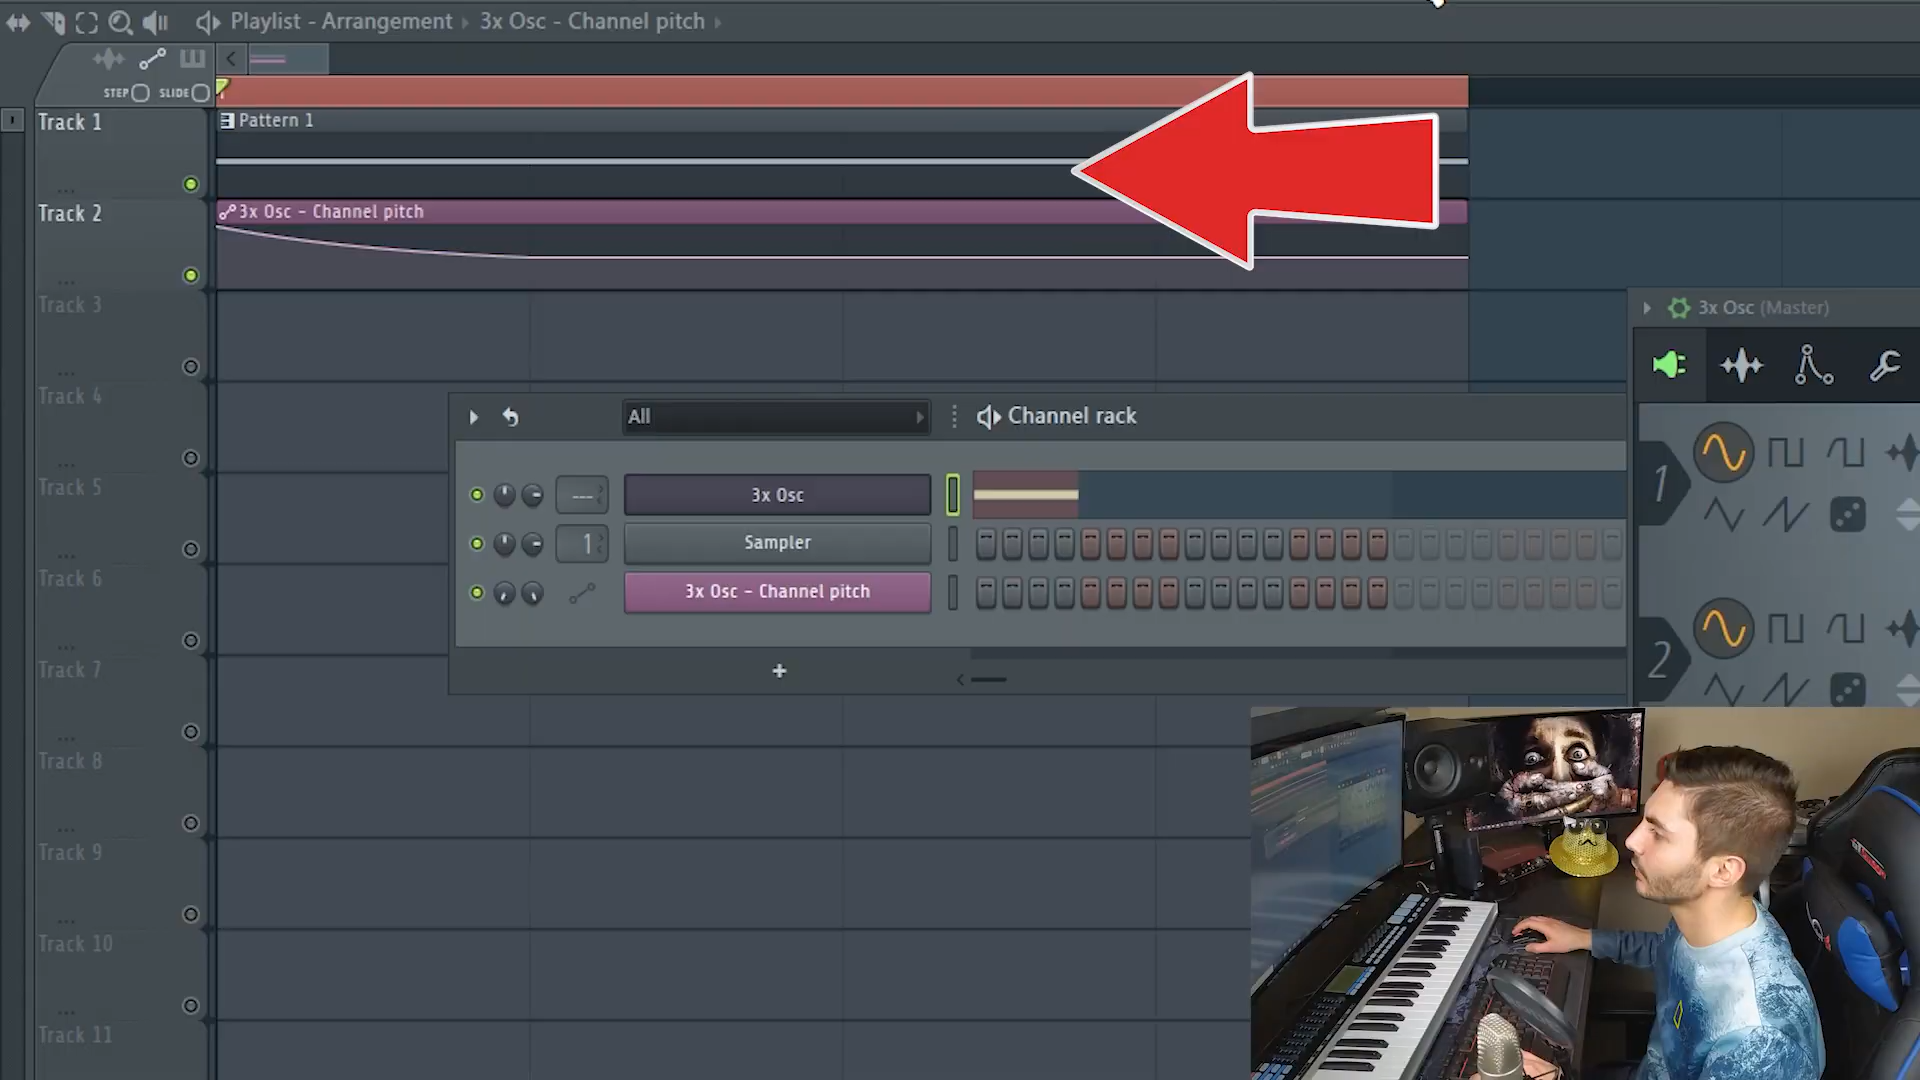 Playlist - Arrangement ▸ 3x Osc - Channel pitch ▸
STEP SLIDE
Track 1
Pattern 1
Track 2
3x Osc - Channel pitch
Track 3
3x Osc (Master)
Track 4
All
Channel rack
Track 5
3x Osc
---
1
Sampler
1
Track 6
3x Osc - Channel pitch
Track 7
2
Track 8
Track 9
Track 10
Track 11